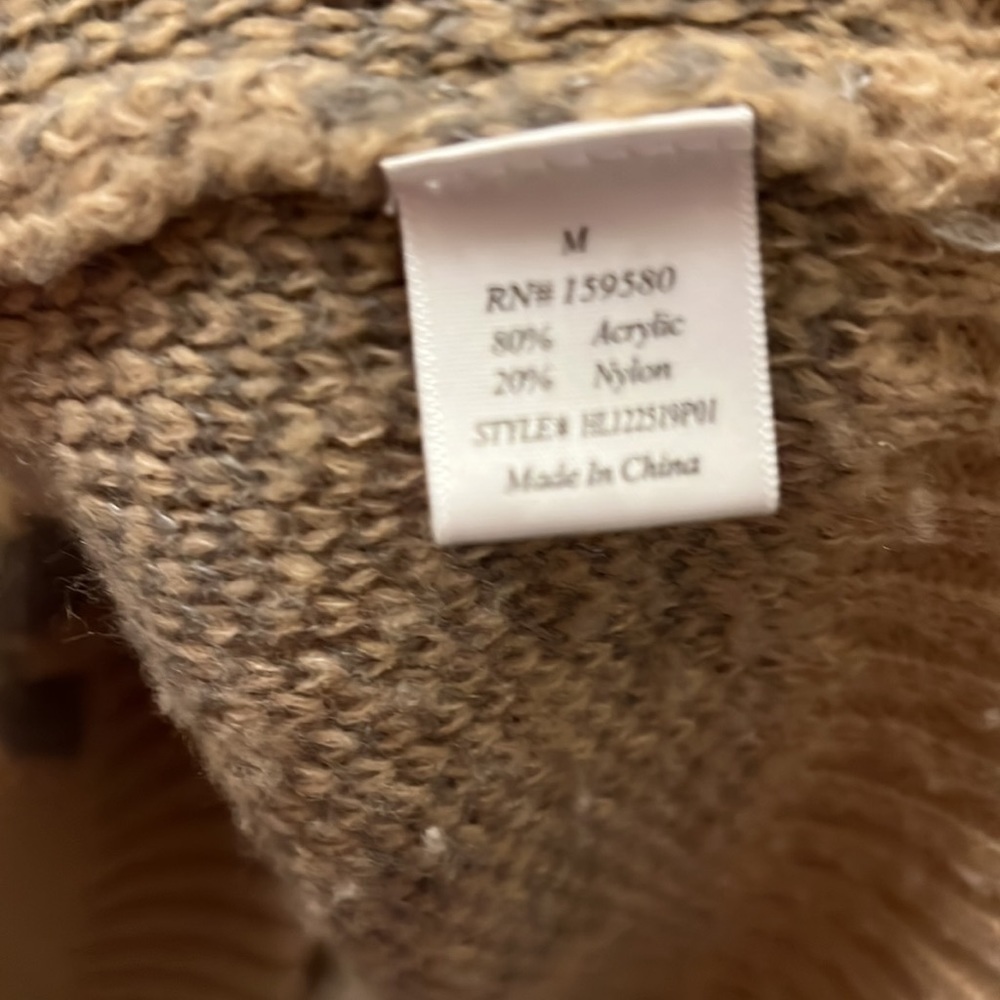 M
RN# 159580
80% Acrylic
20% Nylon
STYLE# HL122519P01
Made In China